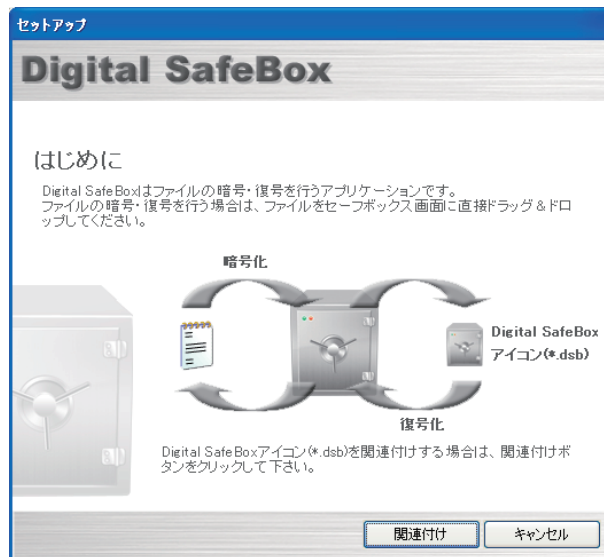 セットアップ
Digital SafeBox
はじめに
Digital SafeBoxはファイルの暗号・復号を行うアプリケーションです。
ファイルの暗号・復号を行う場合は、ファイルをセーフボックス画面に直接ドラッグ＆ドロ
ップしてください。
暗号化
Digital SafeBox
アイコン(*.dsb)
復号化
Digital SafeBoxアイコン(*.dsb)を関連付けする場合は、関連付けボ
タンをクリックして下さい。
関連付け
キャンセル